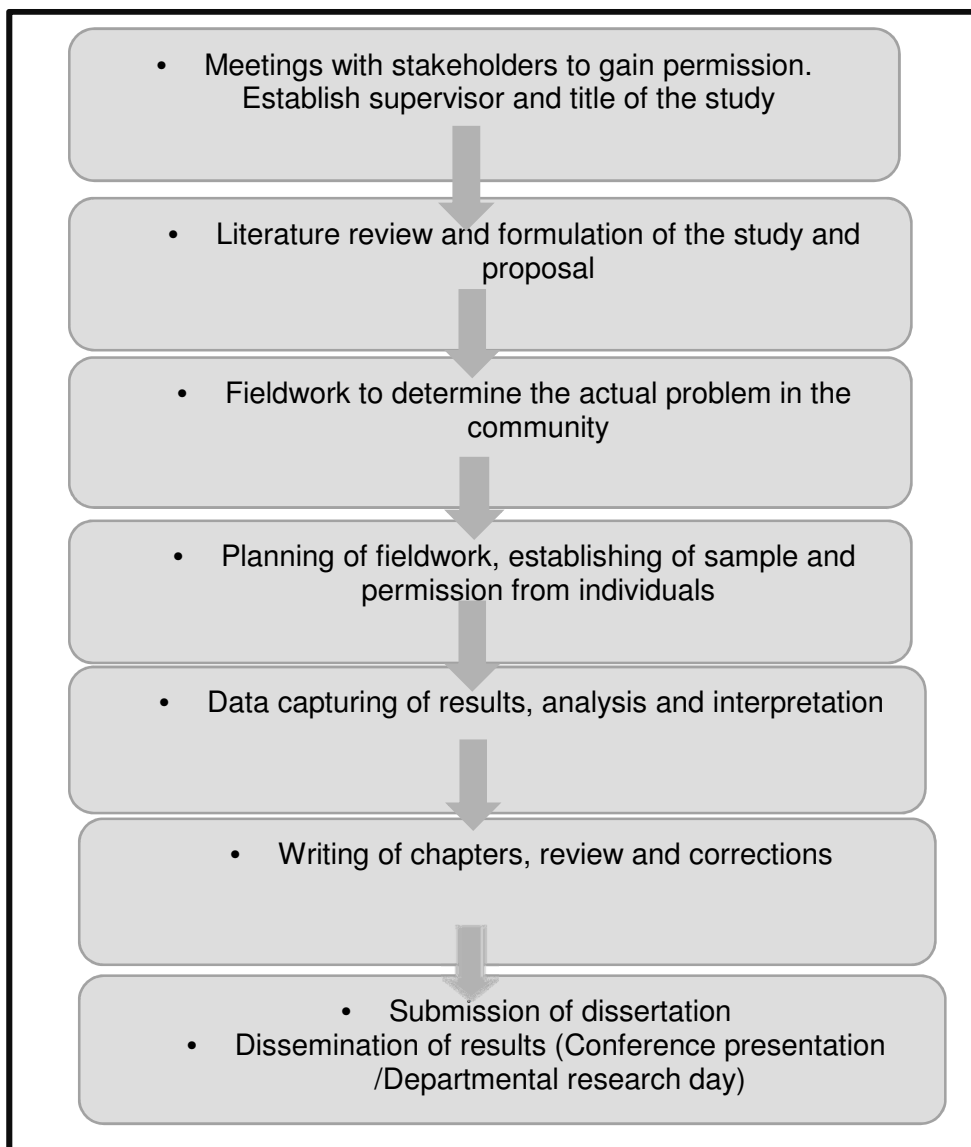 • Meetings with stakeholders to gain permission.
Establish supervisor and title of the study
• Literature review and formulation of the study and
proposal
• Fieldwork to determine the actual problem in the
community
• Planning of fieldwork, establishing of sample and
permission from individuals
• Data capturing of results, analysis and interpretation
• Writing of chapters, review and corrections
• Submission of dissertation
• Dissemination of results (Conference presentation
/Departmental research day)